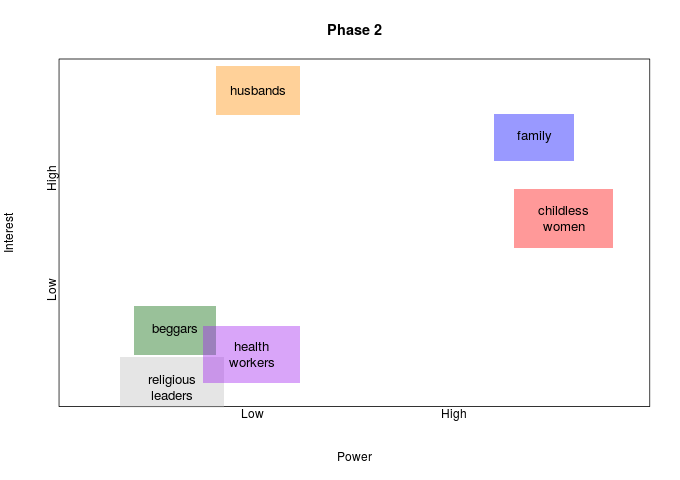 Phase 2
husbands
family
High
childless
women
Interest
Low
beggars
health
workers
religious
leaders
Low
High
Power